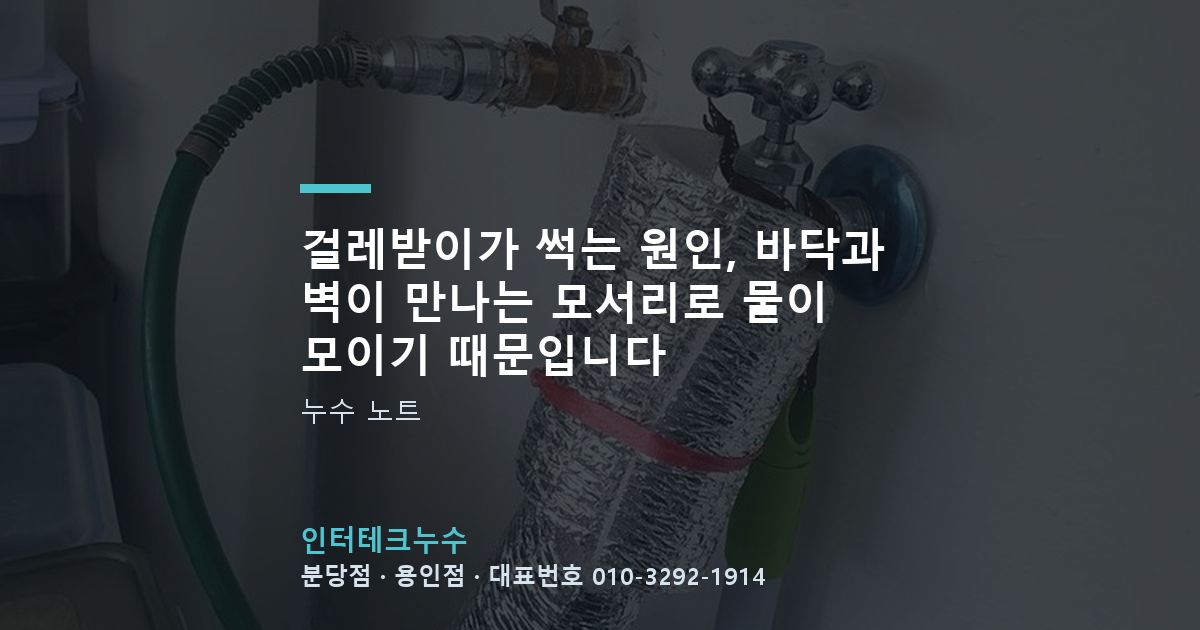 걸레받이가 썩는 원인, 바닥과
벽이 만나는 모서리로 물이
모이기 때문입니다
누수 노트
인터테크누수
분당점 · 용인점 · 대표번호 010-3292-1914